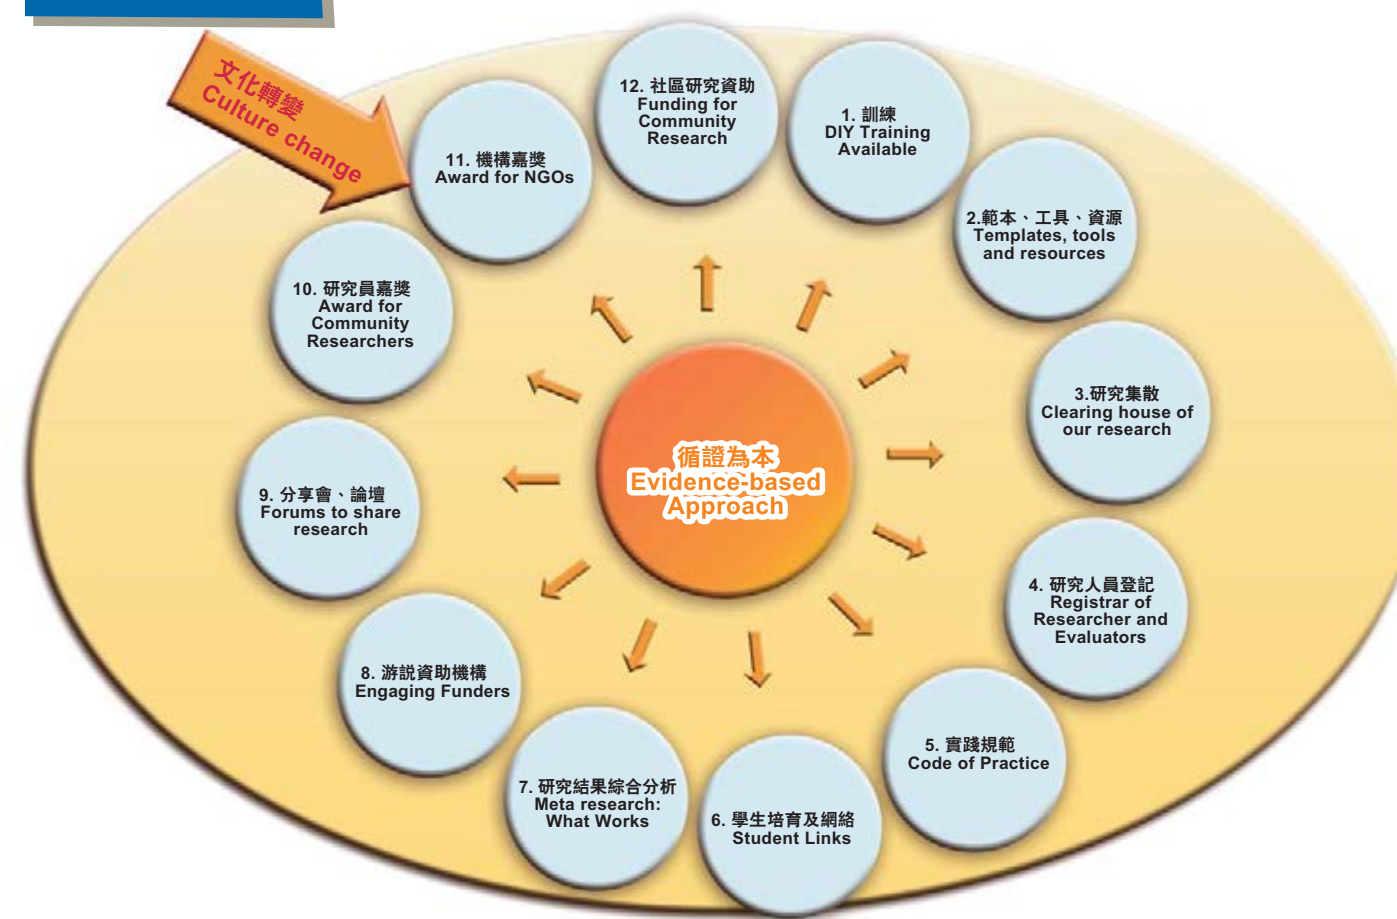 文化轉變
Culture change
12. 社區研究資助
Funding for
Community
Research
1. 訓練
DIY Training
Available
2.範本、工具、資源
Templates, tools
and resources
3.研究集散
Clearing house of
our research
4. 研究人員登記
Registrar of
Researcher and
Evaluators
5. 實踐規範
Code of Practice
6. 學生培育及網絡
Student Links
7. 研究結果綜合分析
Meta research:
What Works
8. 游説資助機構
Engaging Funders
9. 分享會、論壇
Forums to share
research
10. 研究員嘉獎
Award for
Community
Researchers
11. 機構嘉獎
Award for NGOs
循證為本
Evidence-based
Approach